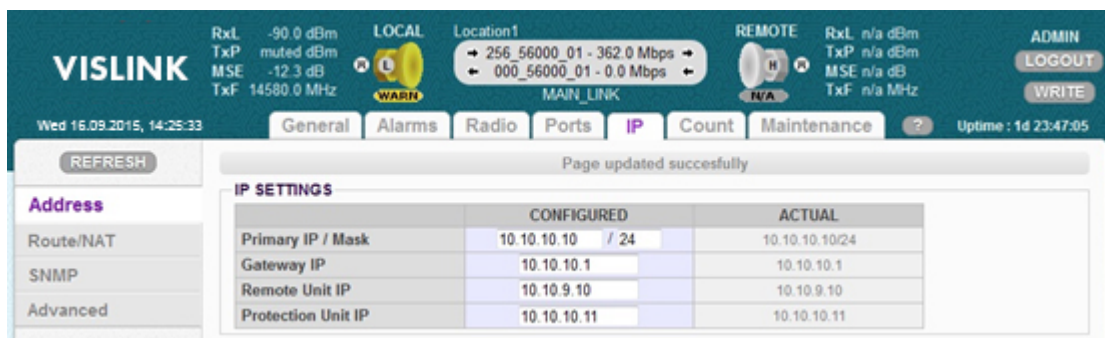 VISLINK
Wed 16.09.2015, 14:25:33
RxL -90.0 dBm
TxP muted dBm
MSE -12.3 dB
TxF 14580.0 MHz
LOCAL
R L
WARN
Location1
→ 256_56000_01 - 362.0 Mbps →
← 000_56000_01 - 0.0 Mbps ←
MAIN_LINK
REMOTE
H R
N/A
RxL n/a dBm
TxP n/a dBm
MSE n/a dB
TxF n/a MHz
ADMIN
LOGOUT
WRITE
Uptime : 1d 23:47:05
General Alarms Radio Ports IP Count Maintenance ?
REFRESH
Address
Route/NAT
SNMP
Advanced
Page updated succesfully
IP SETTINGS
CONFIGURED ACTUAL
Primary IP / Mask 10.10.10.10 / 24 10.10.10.10/24
Gateway IP 10.10.10.1 10.10.10.1
Remote Unit IP 10.10.9.10 10.10.9.10
Protection Unit IP 10.10.10.11 10.10.10.11